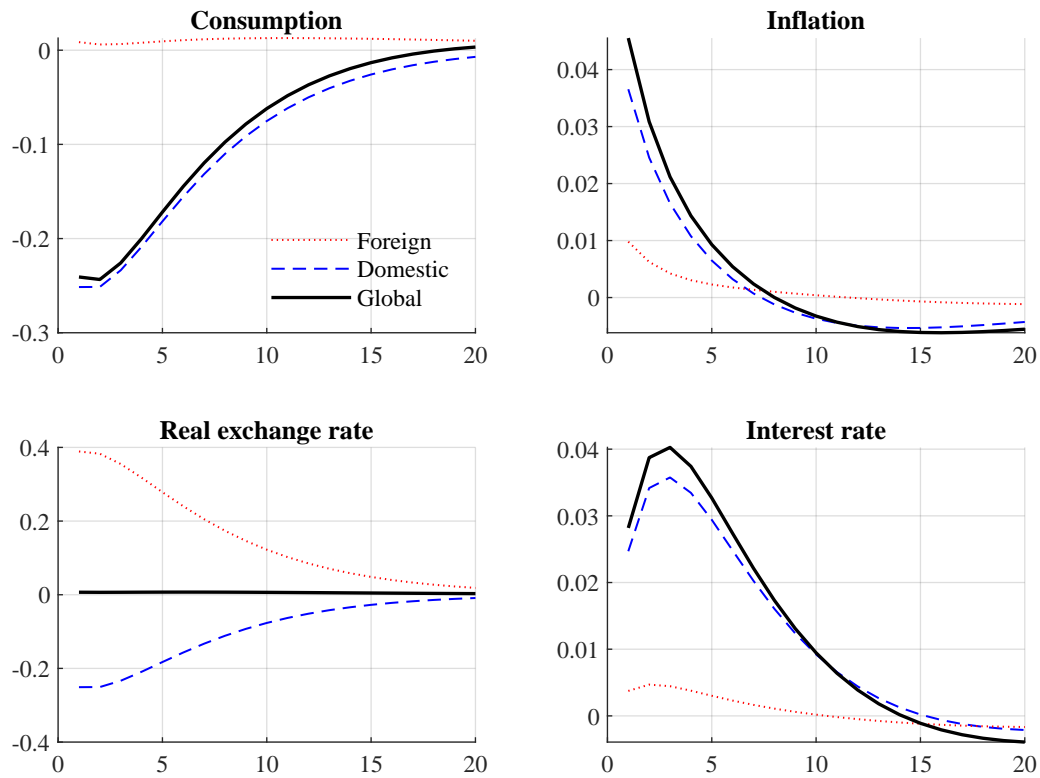 Consumption
0
-0.1
-0.2
-0.3
0 5 10 15 20
Foreign
Domestic
Global
Inflation
0.04
0.03
0.02
0.01
0
0 5 10 15 20
Real exchange rate
0.4
0.2
0
-0.2
-0.4
0 5 10 15 20
Interest rate
0.04
0.03
0.02
0.01
0
0 5 10 15 20